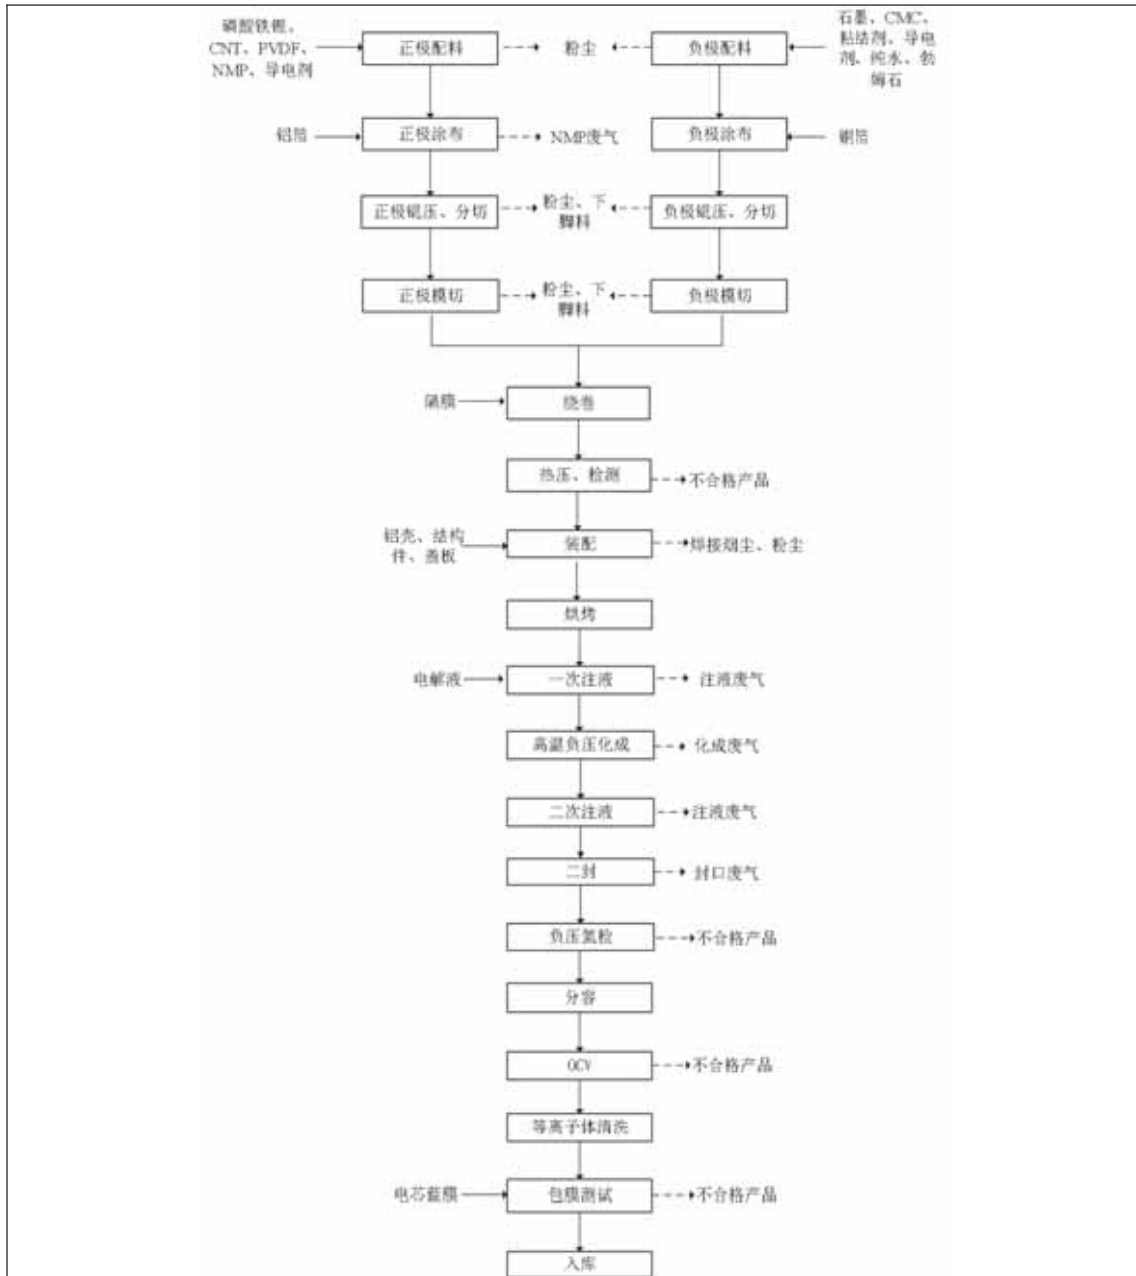 磷酸铁锂、
CNT、PVDF、
NMP、导电剂
正极配料
粉尘
负极配料
石墨、CMC、
粘结剂、导电
剂、纯水、勃
姆石
铝箔
正极涂布
NMP废气
负极涂布
铜箔
正极辊压、分切
粉尘、下
脚料
负极辊压、分切
正极模切
粉尘、下
脚料
负极模切
隔膜
绕卷
热压、检测
不合格产品
铝壳、结构
件、盖板
装配
焊接烟尘、粉尘
烘烤
电解液
一次注液
注液废气
高温负压化成
化成废气
二次注液
注液废气
二封
封口废气
负压氦检
不合格产品
分容
OCV
不合格产品
等离子体清洗
电芯蓝膜
包膜测试
不合格产品
入库